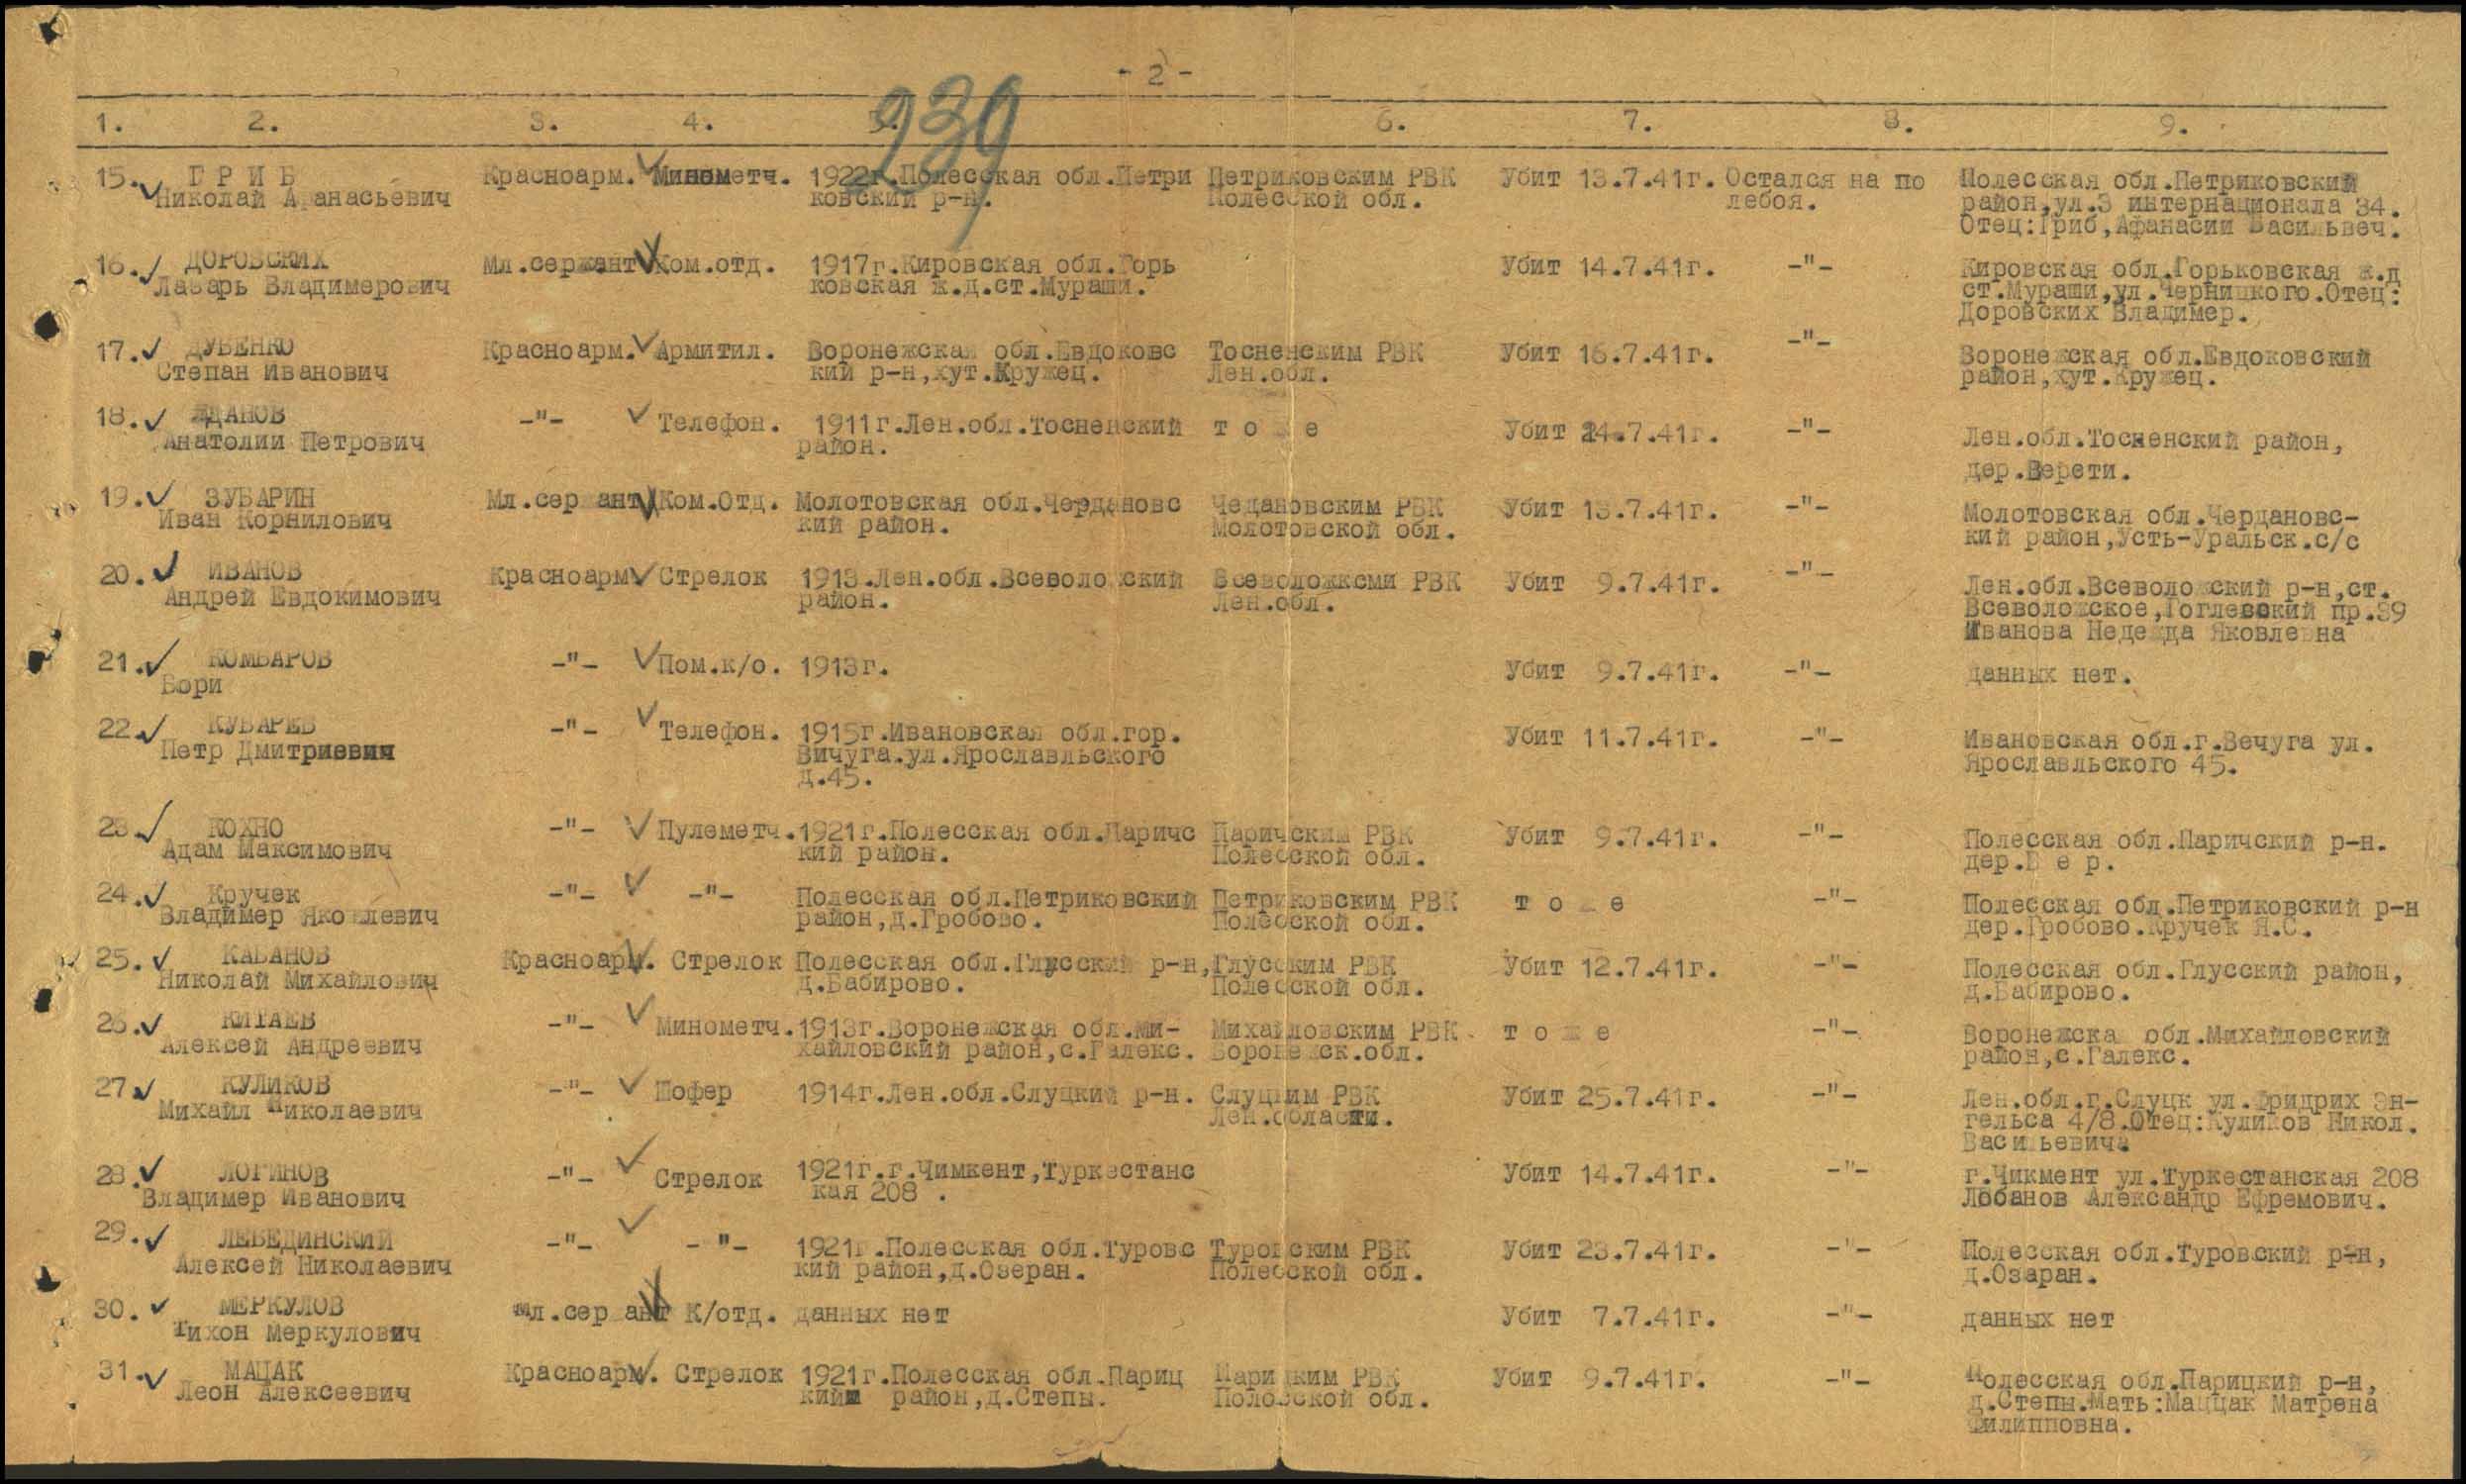 - 2 -
939
1. 2. 3. 4. 5. 6. 7. 8. 9.
15. ГРИБ Красноарм. Минометч. 1922г.Полесская обл.Петри Петриковским РВК Убит 13.7.41г. Остался на по Полесская обл.Петриковский
Николай Афанасьевич ковский р-н. Полесской обл. лебоя. район,ул.3 интернационала 34.
Отец:Гриб,Афанасии Васильвеч.
16. ДОРОВСКИХ Мл.сержант Ком.отд. 1917г.Кировская обл.Горь Убит 14.7.41г. -"- Кировская обл.Горьковская ж.д
Лазарь Владимерович ковская ж.д.ст.Мураши. ст.Мураши,ул.Черницкого.Отец:
Доровских Владимер.
17. ДУБЕНКО Красноарм. Армитил. Воронежская обл.Евдоковс Тосненским РВК Убит 16.7.41г. -"- Воронежская обл.Евдоковский
Степан Иванович кий р-н,хут.Кружец. Лен.обл. район,хут.Кружец.
18. ЖДАНОВ -"- Телефон. 1911г.Лен.обл.Тосненский т о ж е Убит 24.7.41г. -"- Лен.обл.Тосненский район,
Анатолии Петрович район. дер.Верети.
19. ЗУБАРИН Мл.сержант Ком.Отд. Молотовская обл.Чердановс Чедановским РВК Убит 13.7.41г. -"- Молотовская обл.Чердановс-
Иван Корнилович кий район. Молотовской обл. кий район,Усть-Уральск.с/с
20. ИВАНОВ Красноарм. Стрелок 1913.Лен.обл.Всеволожский Всеволожксми РВК Убит 9.7.41г. -"- Лен.обл.Всеволожский р-н,ст.
Андрей Евдокимович район. Лен.обл. Всеволожское,Гоглевский пр.39
Иванова Недежда Яковлевна
21. КОМБАРОВ -"- Пом.к/о. 1913г. Убит 9.7.41г. -"- данных нет.
Бори
22. КУБАРЕВ -"- Телефон. 1915г.Ивановская обл.гор. Убит 11.7.41г. -"- Ивановская обл.г.Вечуга ул.
Петр Дмитриевич Вичуга.ул.Ярославльского Ярославльского 45.
д.45.
23. КОХНО -"- Пулеметч. 1921г.Полесская обл.Паричс Паричским РВК Убит 9.7.41г. -"- Полесская обл.Паричский р-н.
Адам Максимович кий район. Полесской обл. дер.
24. Кручек -"- -"- Полесская обл.Петриковский Петриковским РВК т о ж е -"- Полесская обл.Петриковский р-н
Владимер Яковлевич район,д.Гробово. Полесской обл. дер.Гробово.Кручек Я.С.
25. КАБАНОВ Красноарм. Стрелок Полесская обл.Глусский р-н, Глусским РВК Убит 12.7.41г. -"- Полесская обл.Глусский район,
Николай Михайлович д.Бабирово. Полесской обл. д.Бабирово.
26. КИТАЕВ -"- Минометч. 1913г.Воронежская обл.Ми- Михайловским РВК т о ж е -"- Воронежска обл.Михайловский
Алексей Андреевич хайловский район,с.Галекс. Воронежск.обл. район,с.Галекс.
27. КУЛИКОВ -"- Шофер 1914г.Лен.обл.Слуцкий р-н. Слуцким РВК Убит 25.7.41г. -"- Лен.обл.г.Слуцк ул.Фридрих Эн-
Михаил Николаевич Лен.области. гельса 4/8.Отец:Куликов Никол.
Васильевич.
28. ЛОГИНОВ -"- Стрелок 1921г.г.Чимкент,Туркестанс Убит 14.7.41г. -"- г.Чикмент ул.Туркестанская 208
Владимер Иванович кая 208 . Лобанов Александр Ефремович.
29. ЛЕБЕДИНСКИЙ -"- -"- 1921г.Полесская обл.Туровс Туровским РВК Убит 23.7.41г. -"- Полесская обл.Туровский р-н,
Алексей Николаевич кий район,д.Озеран. Полесской обл. д.Озаран.
30. МЕРКУЛОВ Мл.сержант К/отд. данных нет Убит 7.7.41г. -"- данных нет
Тихон Меркулович
31. МАЦАК Красноарм. Стрелок 1921г.Полесская обл.Париц Парицким РВК Убит 9.7.41г. -"- Полесская обл.Парицкий р-н,
Леон Алексеевич кий район,д.Степы. Полесской обл. д.Степы.Мать:Маццак Матрена
Филипповна.